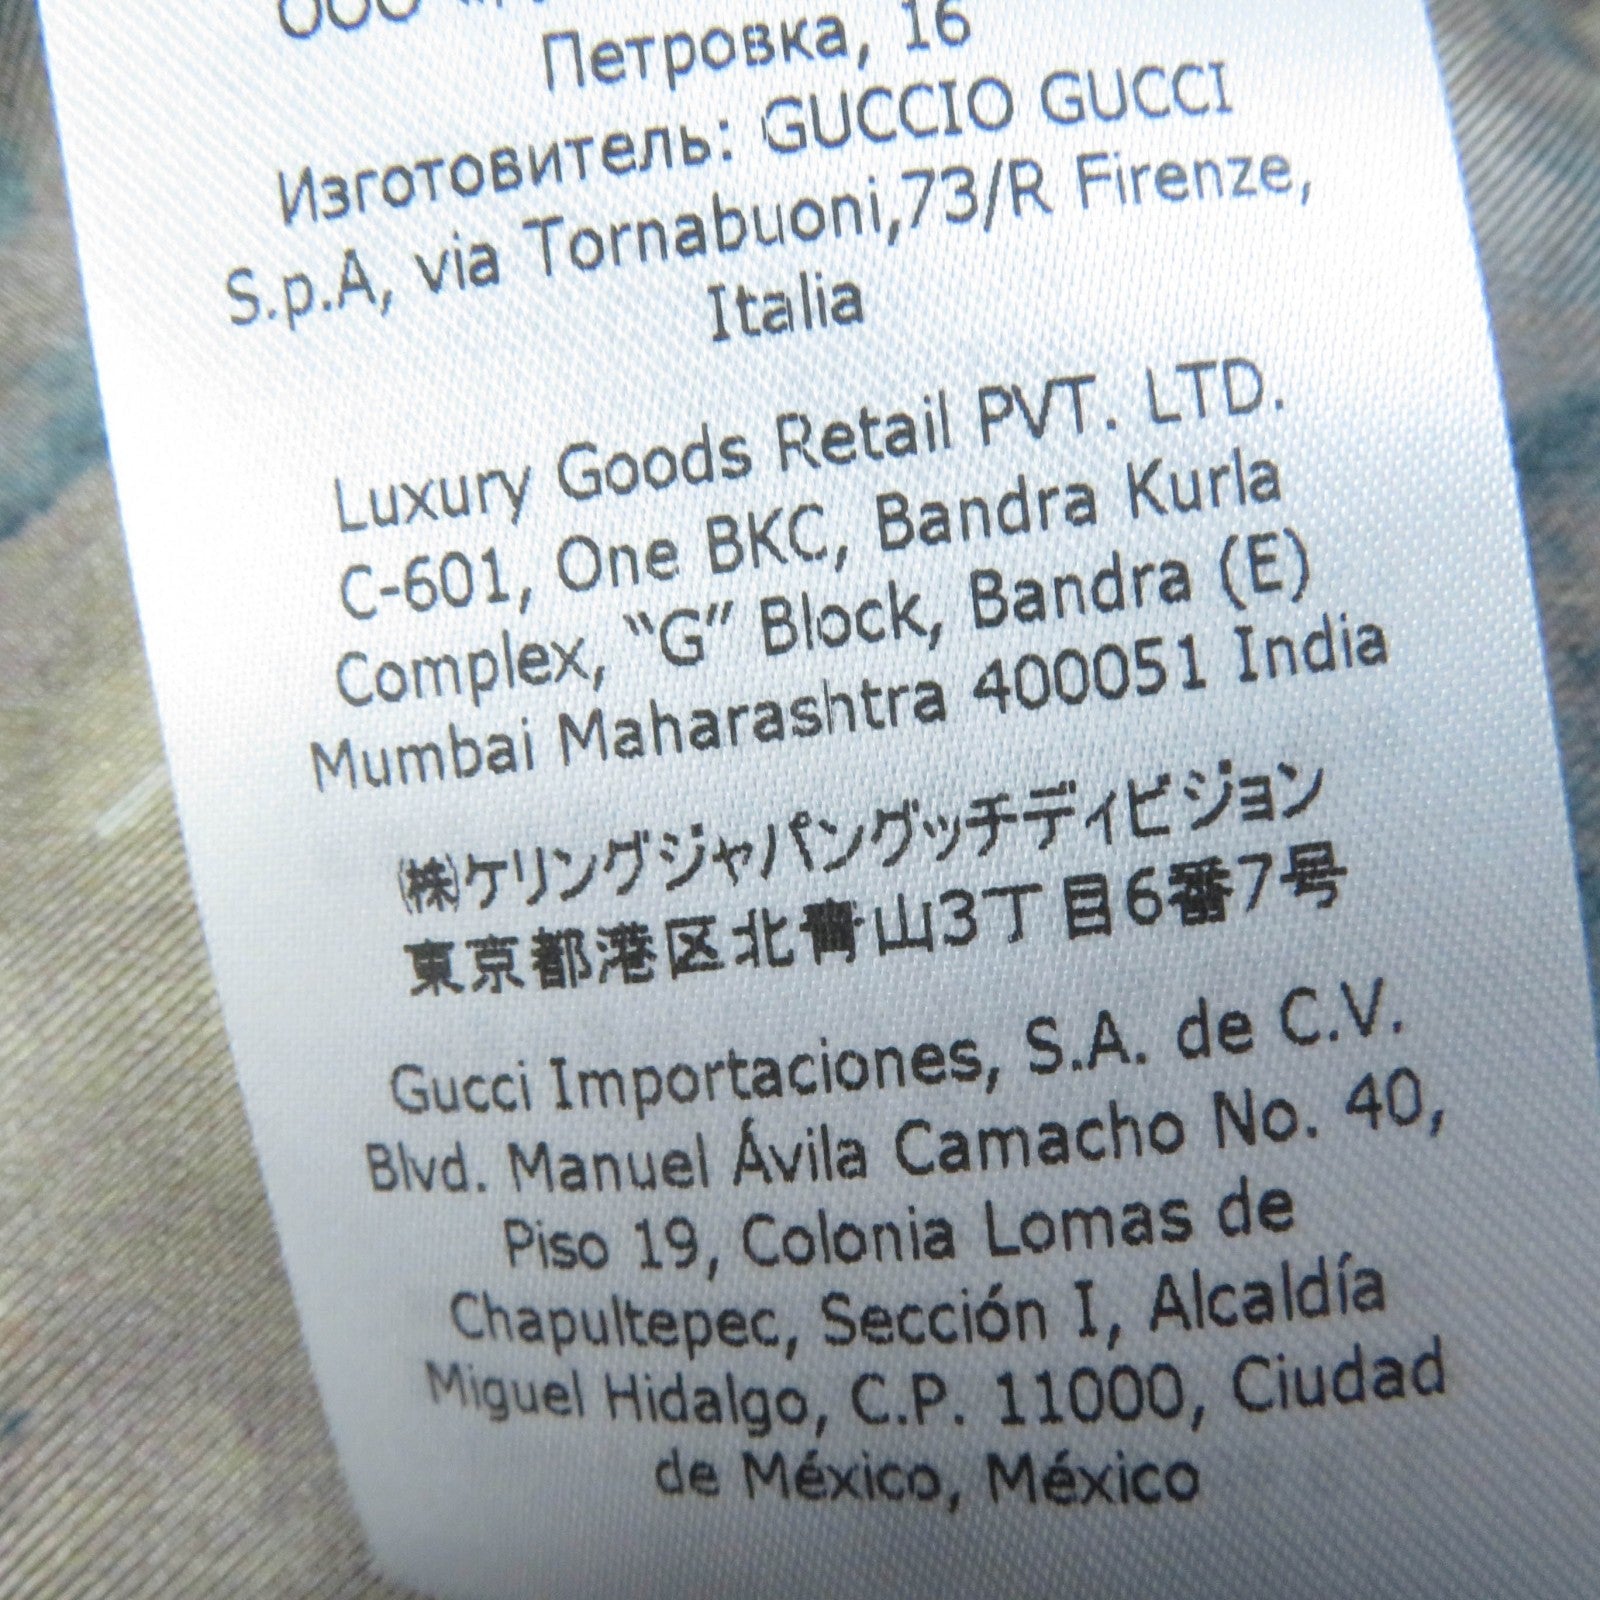 ООО
Петровка, 16
Изготовитель: GUCCIO GUCCI
S.p.A, via Tornabuoni,73/R Firenze,
Italia
Luxury Goods Retail PVT. LTD.
C-601, One BKC, Bandra Kurla
Complex, “G” Block, Bandra (E)
Mumbai Maharashtra 400051 India
㈱ケリングジャパングッチディビジョン
東京都港区北青山3丁目6番7号
Gucci Importaciones, S.A. de C.V.
Blvd. Manuel Ávila Camacho No. 40,
Piso 19, Colonia Lomas de
Chapultepec, Sección I, Alcaldía
Miguel Hidalgo, C.P. 11000, Ciudad
de México, México